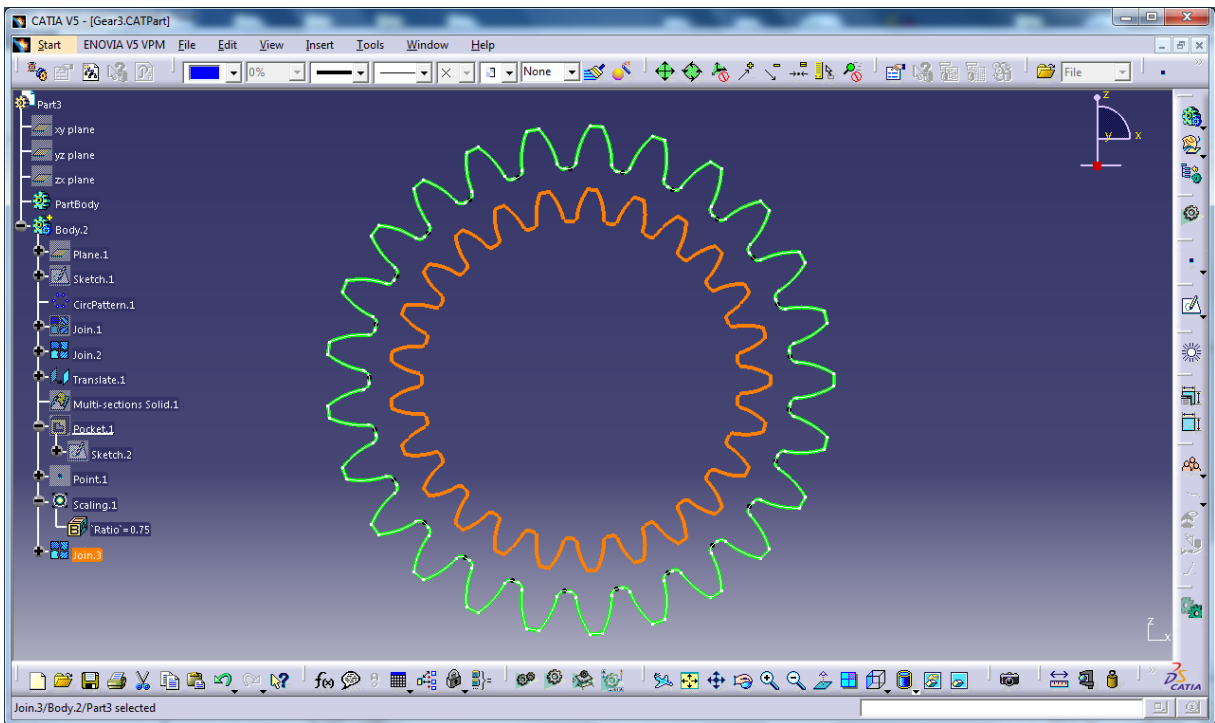 CATIA V5 - [Gear3.CATPart]
Start ENOVIA V5 VPM File Edit View Insert Tools Window Help
0% None File
Part3
xy plane
yz plane
zx plane
PartBody
Body.2
Plane.1
Sketch.1
CircPattern.1
Join.1
Join.2
Translate.1
Multi-sections Solid.1
Pocket.1
Sketch.2
Point.1
Scaling.1
`Ratio`=0.75
Join.3
z
x
y
z
x
f(x)
CATIA
Join.3/Body.2/Part3 selected